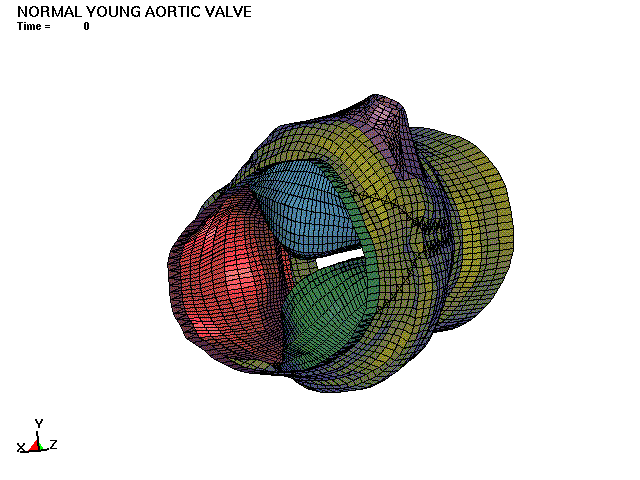 NORMAL YOUNG AORTIC VALVE
Time = 0
Y
X Z